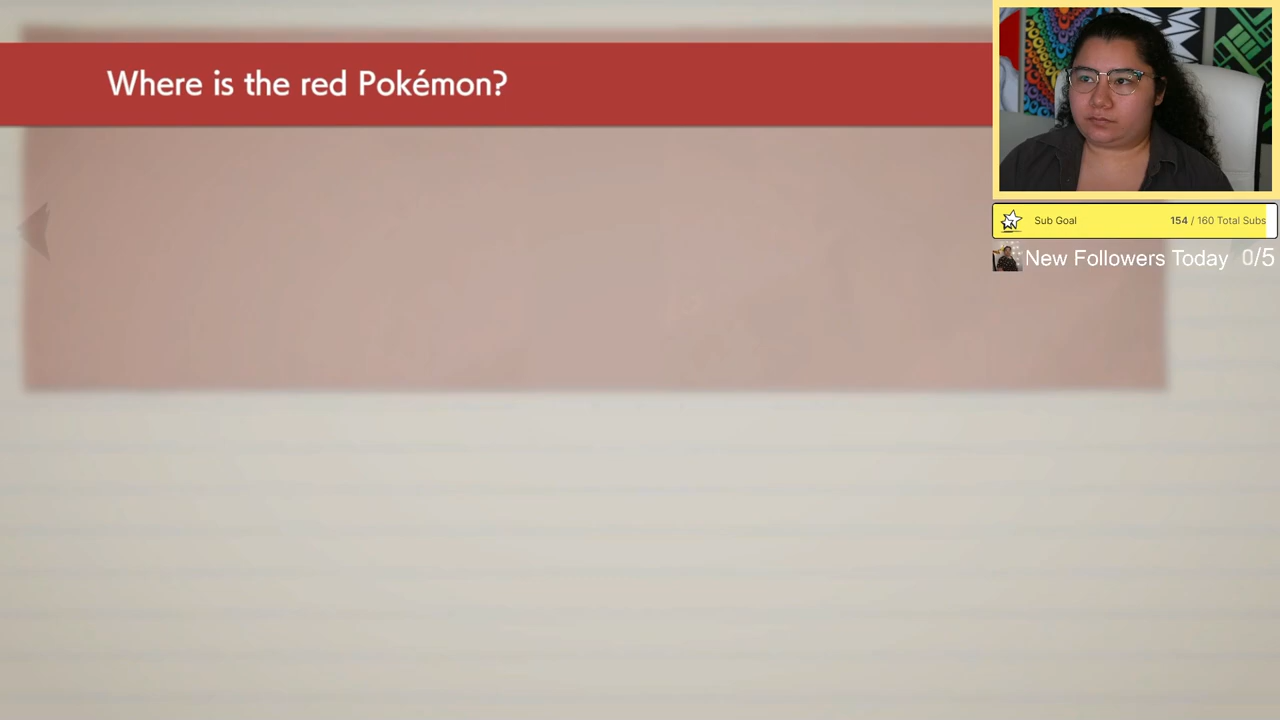 Where is the red Pokémon?
Sub Goal 154 / 160 Total Subs
New Followers Today 0/5